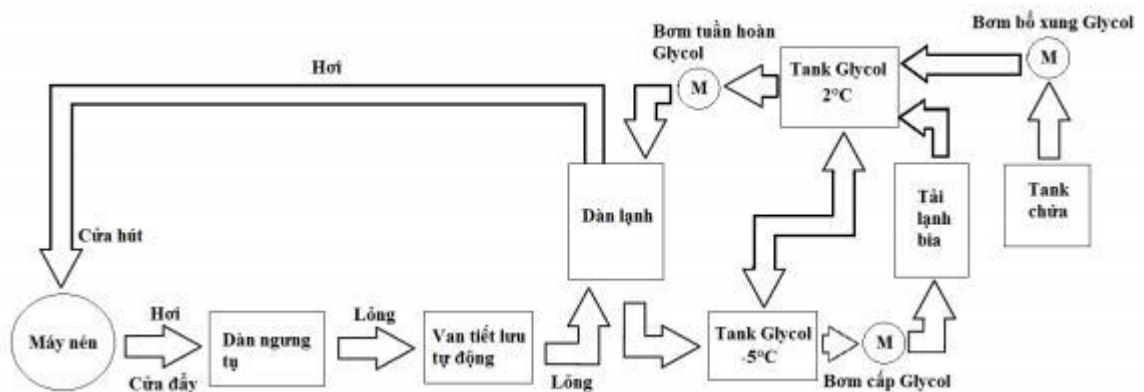 Bơm tuần hoàn
Glycol
Bơm bổ xung Glycol
Hơi
M
Tank Glycol
2°C
M
Dàn lạnh
Tải
lạnh
bia
Tank
chứa
Cửa hút
Máy nén
Hơi
Cửa đẩy
Dàn ngưng
tụ
Lỏng
Van tiết lưu
tự động
Lỏng
Tank Glycol
-5°C
M
Bơm cấp Glycol